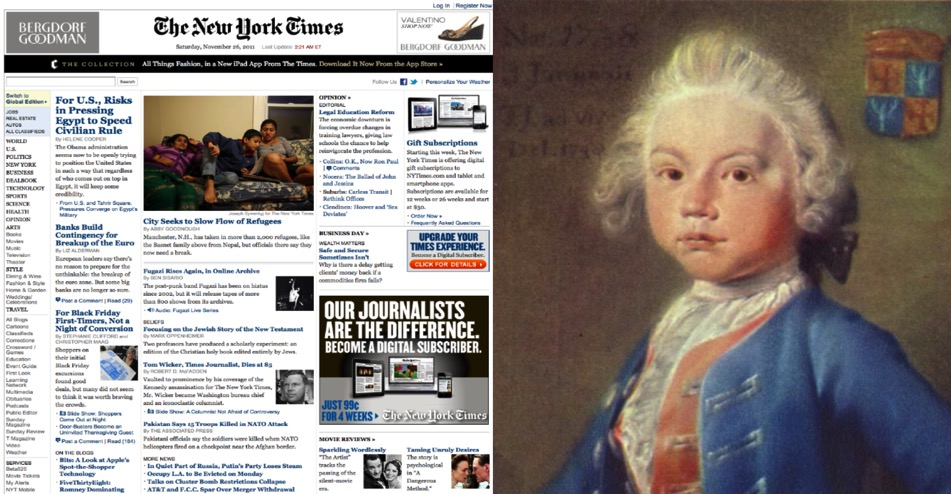 Log In | Register Now
BERGDORF
GOODMAN
The New York Times
Saturday, November 26, 2011 Last Update: 2:21 AM ET
VALENTINO
SHOP NOW
BERGDORF
GOODMAN
THE COLLECTION All Things Fashion, in a New iPad App From The Times. Download It Now From the App Store »
Search
Follow Us
Personalize Your Weather
Switch to
Global Edition »
JOBS
REAL ESTATE
AUTOS
ALL CLASSIFIEDS
WORLD
U.S.
POLITICS
NEW YORK
BUSINESS
DEALBOOK
TECHNOLOGY
SPORTS
SCIENCE
HEALTH
OPINION
ARTS
Books
Movies
Music
Television
Theater
STYLE
Dining & Wine
Fashion & Style
Home & Garden
Weddings/
Celebrations
TRAVEL
All Blogs
Cartoons
Classifieds
Corrections
Crossword /
Games
Education
Event Guide
First Look
Learning
Network
Multimedia
Obituaries
Podcasts
Public Editor
Sunday
Magazine
Sunday Review
T Magazine
Video
Weather
SERVICES
Beta620
Movie Tickets
My Alerts
NYT Mobile
For U.S., Risks
in Pressing
Egypt to Speed
Civilian Rule
By HELENE COOPER
The Obama administration
seems now to be openly trying
to position the United States
in such a way that regardless
of who comes out on top in
Egypt, it will keep some
credibility.
· From U.S. and Tahrir Square,
Pressures Converge on Egypt's
Military
Banks Build
Contingency for
Breakup of the Euro
By LIZ ALDERMAN
European leaders say there's
no reason to prepare for the
unthinkable: the breakup of
the euro zone. But some big
banks are no longer so sure.
Post a Comment | Read (29)
For Black Friday
First-Timers, Not a
Night of Conversion
By STEPHANIE CLIFFORD and
CHRISTOPHER MAAG
Shoppers on
their initial
Black Friday
excursions
found good
deals, but many did not seem
to think it was worth braving
the crowds.
· Slide Show: Shoppers
Come Out at Night
· Door-Busters Become an
Uninvited Thanksgiving Guest
Post a Comment | Read (184)
ON THE BLOGS
· Bits: A Look at Apple's
Spot-the-Shopper
Technology
· FiveThirtyEight:
Romney Dominating
City Seeks to Slow Flow of Refugees
By ABBY GOODNOUGH
Manchester, N.H., has taken in more than 2,000 refugees, like
the Basnet family above from Nepal, but officials there say they
now need a break.
Fugazi Rises Again, in Online Archive
By BEN SISARIO
The post-punk band Fugazi has been on hiatus
since 2002, but it will release tapes of more
than 800 shows from its archives.
· Audio: Fugazi Live Series
BELIEFS
Focusing on the Jewish Story of the New Testament
By MARK OPPENHEIMER
Two professors have produced a scholarly experiment: an
edition of the Christian holy book edited entirely by Jews.
Tom Wicker, Times Journalist, Dies at 85
By ROBERT D. McFADDEN
Vaulted to prominence by his coverage of the
Kennedy assassination for The New York Times,
Mr. Wicker became Washington bureau chief
and an iconoclastic columnist.
· Slide Show: A Columnist Not Afraid of Controversy
Pakistan Says 25 Troops Killed in NATO Attack
By THE ASSOCIATED PRESS
Pakistani officials say the soldiers were killed when NATO
helicopters fired on a checkpoint near the Afghan border.
MORE NEWS
· In Quiet Part of Russia, Putin's Party Loses Steam
· Occupy L.A. to Be Evicted on Monday
· Talks on Cluster Bomb Restrictions Collapse
· AT&T and F.C.C. Spar Over Merger Withdrawal
OPINION »
EDITORIAL
Legal Education Reform
The economic downturn is
forcing overdue changes in
training lawyers, giving law
schools the chance to help
reinvigorate the profession.
· Collins: O.K., Now Ron Paul
| Comments
· Nocera: The Ballad of John
and Jessica
· Suburbs: Carless Transit |
Rethink Offices
· Clendinen: Hoover and 'Sex
Deviates'
Gift Subscriptions
Starting this week, The New
York Times is offering digital
gift subscriptions to
NYTimes.com and tablet and
smartphone apps.
Subscriptions are available for
12 weeks or 26 weeks and start
at $30.
· Order Now »
· Frequently Asked Questions
BUSINESS DAY »
WEALTH MATTERS
Safe and Secure
Sometimes Isn't
Why is there a delay getting
clients' money back if a
commodities firm fails?
UPGRADE YOUR
TIMES EXPERIENCE.
Become a Digital Subscriber.
CLICK FOR DETAILS
OUR JOURNALISTS
ARE THE DIFFERENCE.
BECOME A DIGITAL SUBSCRIBER.
JUST 99¢
FOR 4 WEEKS
The New York Times
MOVIE REVIEWS »
Sparkling Wordlessly
"The Artist"
tracks the
passing of the
silent-movie
era.
Taming Unruly Desires
The story is
psychological
in "A
Dangerous
Method."